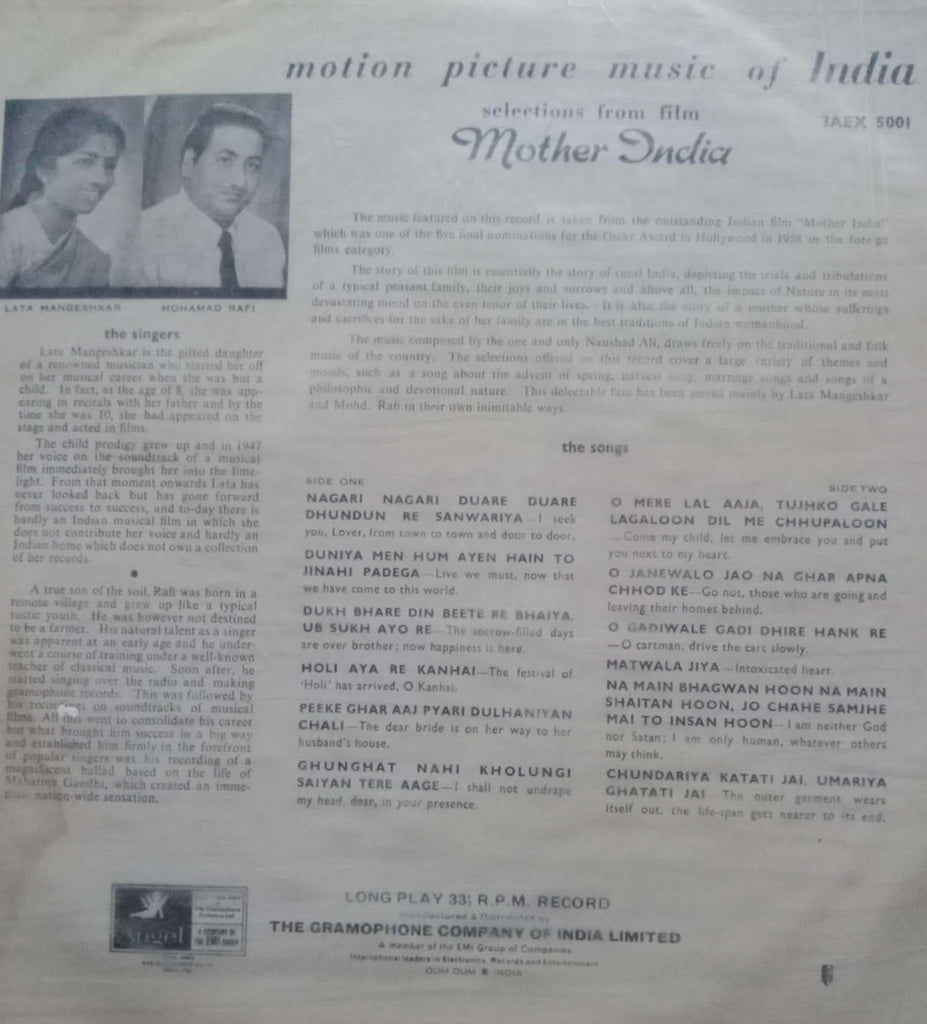 motion picture music of India
selections from film
3AEX 5001
Mother India
LATA MANGESHKAR
MOHAMAD RAFI
the singers
Lata Mangeshkar is the gifted daughter
of a renowned musician who started her off
on her musical career when she was but a
child. In fact, at the age of 8, she was app-
earing in recitals with her father and by the
time she was 10, she had appeared on the
stage and acted in films.
The child prodigy grew up and in 1947
her voice on the soundtrack of a musical
film immediately brought her into the lime-
light. From that moment onwards Lata has
never looked back but has gone forward
from success to success, and to-day there is
hardly an Indian musical film in which she
does not contribute her voice and hardly an
Indian home which does not own a collection
of her records.
A true son of the soil, Rafi was born in a
remote village and grew up like a typical
rustic youth. He was however not destined
to be a farmer. His natural talent as a singer
was apparent at an early age and he under-
went a course of training under a well-known
teacher of classical music. Soon after, he
started singing over the radio and making
gramophone records. This was followed by
his on soundtracks of musical
films. All this went to consolidate his career
but what brought him success in a big way
and established him firmly in the forefront
of popular singers was his recording of a
magnificent ballad based on the life of
Mahatma Gandhi, which created an imme-
diate nation-wide sensation.
The music featured on this record is taken from the outstanding Indian film "Mother India"
which was one of the five final nominations for the Oscar Award in Hollywood in 1958 in the foreign
films category.
The story of this film is essentially the story of rural India, depicting the trials and tribulations
of a typical peasant family, their joys and sorrows and above all, the impact of Nature in its most
devastating mood on the even tenor of their lives. It is also the story of a mother whose sufferings
and sacrifices for the sake of her family are in the best traditions of Indian womanhood.
The music composed by the one and only Naushad Ali, draws freely on the traditional and folk
music of the country. The selections offered on this record cover a large variety of themes and
moods, such as a song about the advent of spring, harvest song, marriage songs and songs of a
philosophic and devotional nature. This delectable fare has been served mainly by Lata Mangeshkar
and Mohd. Rafi in their own inimitable ways.
the songs
SIDE ONE
NAGARI NAGARI DUARE DUARE
DHUNDUN RE SANWARIYA—I seek
you, Lover, from town to town and door to door.
DUNIYA MEN HUM AYEN HAIN TO
JINAHI PADEGA—Live we must, now that
we have come to this world.
DUKH BHARE DIN BEETE RE BHAIYA,
UB SUKH AYO RE—The sorrow-filled days
are over brother; now happiness is here.
HOLI AYA RE KANHAI—The festival of
'Holi' has arrived, O Kanhai.
PEEKE GHAR AAJ PYARI DULHANIYAN
CHALI—The dear bride is on her way to her
husband's house.
GHUNGHAT NAHI KHOLUNGI
SAIYAN TERE AAGE—I shall not undrape
my head, dear, in your presence.
SIDE TWO
O MERE LAL AAJA, TUJHKO GALE
LAGALOON DIL ME CHHUPALOON
—Come my child, let me embrace you and put
you next to my heart.
O JANEWALO JAO NA GHAR APNA
CHHOD KE—Go not, those who are going and
leaving their homes behind.
O GADIWALE GADI DHIRE HANK RE
—O cartman, drive the cart slowly.
MATWALA JIYA—Intoxicated heart.
NA MAIN BHAGWAN HOON NA MAIN
SHAITAN HOON, JO CHAHE SAMJHE
MAI TO INSAN HOON—I am neither God
nor Satan: I am only human, whatever others
may think.
CHUNDARIYA KATATI JAI, UMARIYA
GHATATI JAI—The outer garment wears
itself out, the life-span gets nearer to its end.
Angel
The Gramophone
Company Ltd
A COMPANY OF
THE EMI GROUP
LONG PLAY 33⅓ R.P.M. RECORD
Manufactured & Distributed by
THE GRAMOPHONE COMPANY OF INDIA LIMITED
A member of the EMI Group of Companies
International leaders in Electronics, Records and Entertainment
DUM DUM ● INDIA